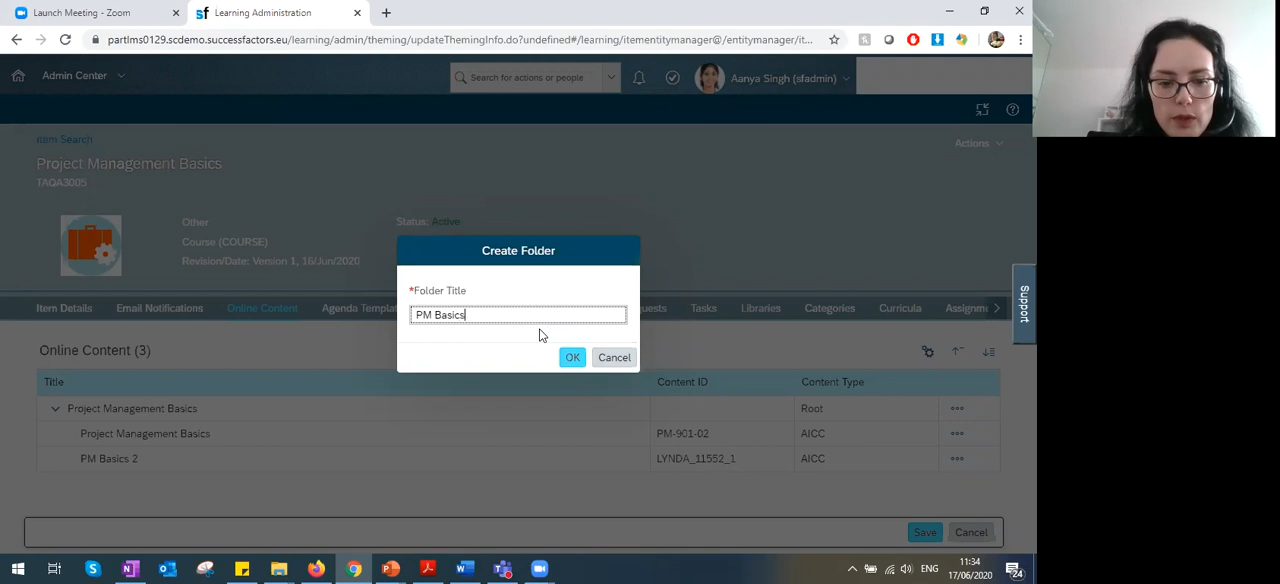 Launch Meeting - Zoom
Learning Administration
partlms0129.scdemo.successfactors.eu/learning/admin/theming/updateThemingInfo.do?undefined#/learning/itementitymanager@/entitymanager/it...
Admin Center
Search for actions or people
Aanya Singh (sfadmin)
Item Search
Actions
Project Management Basics
TAQA3005
Other
Status: Active
Course (COURSE)
Revision/Date: Version 1, 16/Jun/2020
Create Folder
*Folder Title
PM Basics
OK
Cancel
Support
Item Details
Email Notifications
Online Content
Agenda Templa
uests
Tasks
Libraries
Categories
Curricula
Assignm
Online Content (3)
Title
Content ID
Content Type
Project Management Basics
Root
Project Management Basics
PM-901-02
AICC
PM Basics 2
LYNDA_11552_1
AICC
Save
Cancel
ENG
11:34
17/06/2020
24